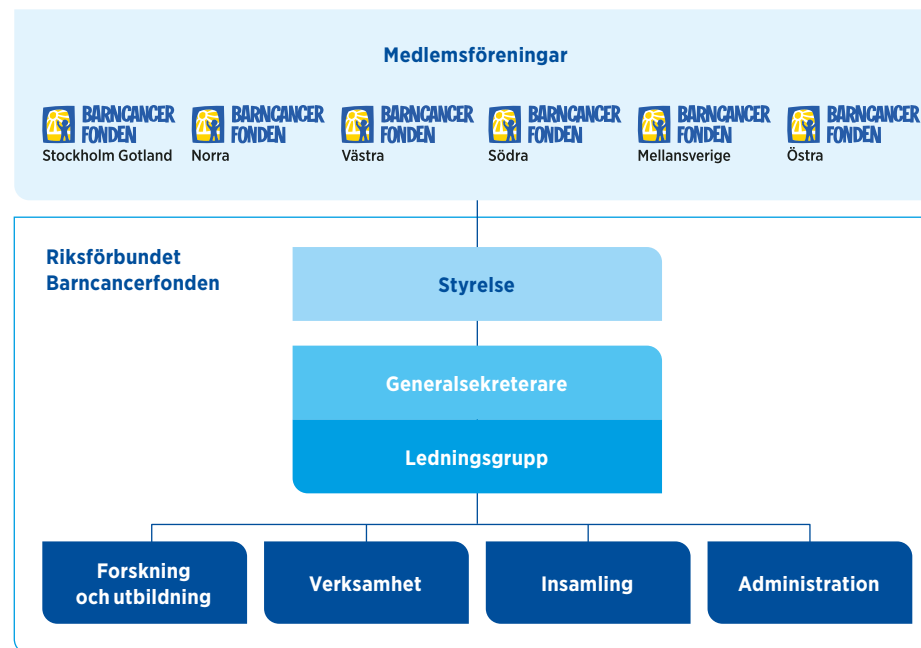 Medlemsföreningar
BARNCANCER
FONDEN
Stockholm Gotland
BARNCANCER
FONDEN
Norra
BARNCANCER
FONDEN
Västra
BARNCANCER
FONDEN
Södra
BARNCANCER
FONDEN
Mellansverige
BARNCANCER
FONDEN
Östra
Riksförbundet
Barncancerfonden
Styrelse
Generalsekreterare
Ledningsgrupp
Forskning
och utbildning
Verksamhet
Insamling
Administration